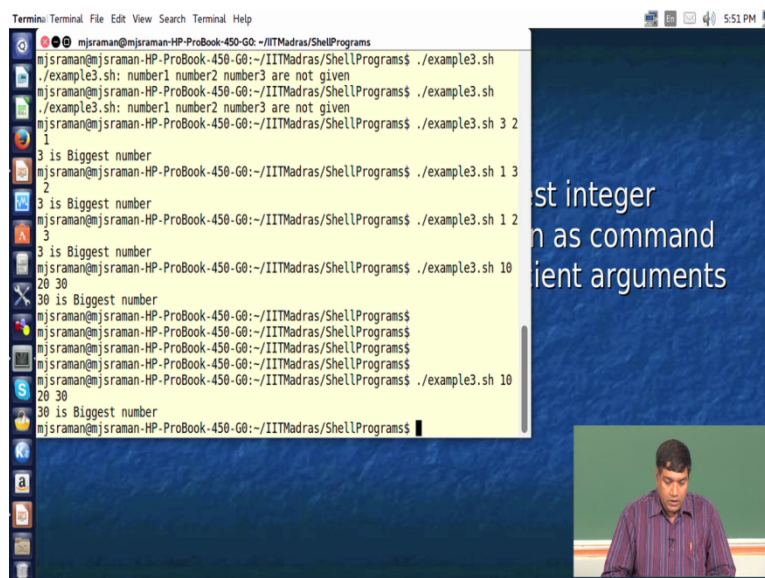 Terminal Terminal File Edit View Search Terminal Help
En 5:51 PM
mjsraman@mjsraman-HP-ProBook-450-G0: ~/IITMadras/ShellPrograms
mjsraman@mjsraman-HP-ProBook-450-G0:~/IITMadras/ShellPrograms$ ./example3.sh
./example3.sh: number1 number2 number3 are not given
mjsraman@mjsraman-HP-ProBook-450-G0:~/IITMadras/ShellPrograms$ ./example3.sh
./example3.sh: number1 number2 number3 are not given
mjsraman@mjsraman-HP-ProBook-450-G0:~/IITMadras/ShellPrograms$ ./example3.sh 3 2
1
3 is Biggest number
mjsraman@mjsraman-HP-ProBook-450-G0:~/IITMadras/ShellPrograms$ ./example3.sh 1 3
2
3 is Biggest number
mjsraman@mjsraman-HP-ProBook-450-G0:~/IITMadras/ShellPrograms$ ./example3.sh 1 2
3
3 is Biggest number
mjsraman@mjsraman-HP-ProBook-450-G0:~/IITMadras/ShellPrograms$ ./example3.sh 10
20 30
30 is Biggest number
mjsraman@mjsraman-HP-ProBook-450-G0:~/IITMadras/ShellPrograms$
mjsraman@mjsraman-HP-ProBook-450-G0:~/IITMadras/ShellPrograms$
mjsraman@mjsraman-HP-ProBook-450-G0:~/IITMadras/ShellPrograms$
mjsraman@mjsraman-HP-ProBook-450-G0:~/IITMadras/ShellPrograms$
mjsraman@mjsraman-HP-ProBook-450-G0:~/IITMadras/ShellPrograms$ ./example3.sh 10
20 30
30 is Biggest number
mjsraman@mjsraman-HP-ProBook-450-G0:~/IITMadras/ShellPrograms$
est integer
n as command
ient arguments